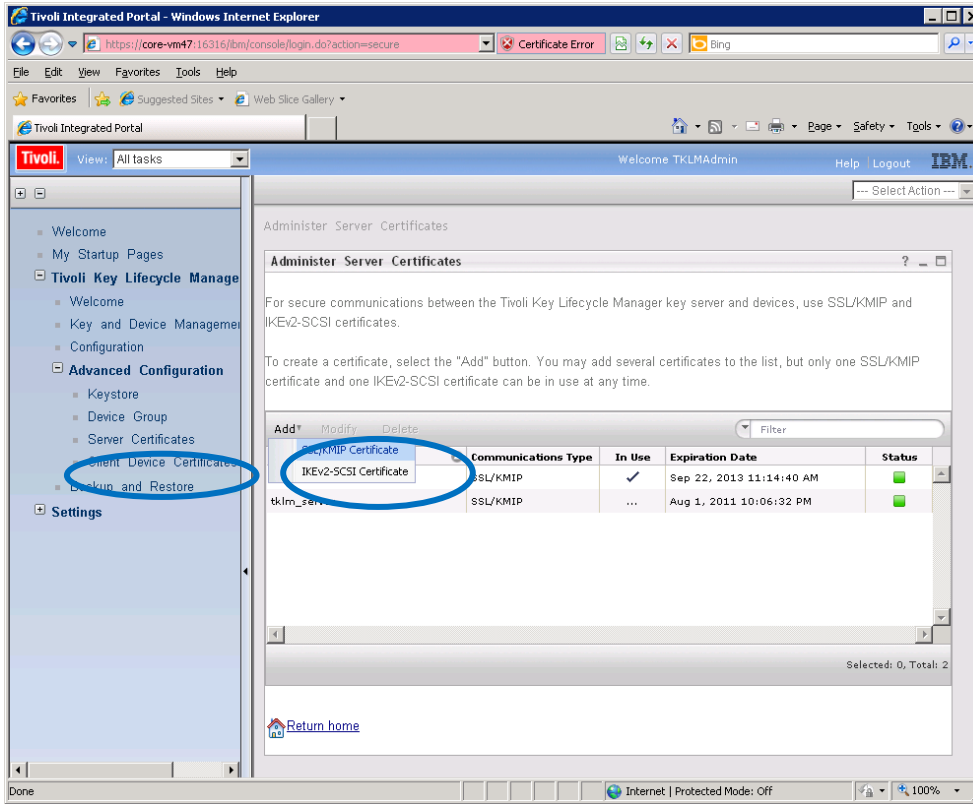 Tivoli Integrated Portal - Windows Internet Explorer
https://core-vm47:16316/ibm/console/login.do?action=secure
Certificate Error
Bing
File Edit View Favorites Tools Help
Favorites Suggested Sites Web Slice Gallery
Tivoli Integrated Portal
Page Safety Tools
Tivoli. View: All tasks Welcome TKLMAdmin Help Logout IBM.
--- Select Action ---
Welcome
My Startup Pages
Tivoli Key Lifecycle Manage
Welcome
Key and Device Managemen
Configuration
Advanced Configuration
Keystore
Device Group
Server Certificates
Client Device Certificates
Backup and Restore
Settings
Administer Server Certificates
Administer Server Certificates ?
For secure communications between the Tivoli Key Lifecycle Manager key server and devices, use SSL/KMIP and
IKEv2-SCSI certificates.
To create a certificate, select the "Add" button. You may add several certificates to the list, but only one SSL/KMIP
certificate and one IKEv2-SCSI certificate can be in use at any time.
Add Modify Delete Filter
SSL/KMIP Certificate
IKEv2-SCSI Certificate
Communications Type In Use Expiration Date Status
SSL/KMIP Sep 22, 2013 11:14:40 AM
SSL/KMIP ... Aug 1, 2011 10:06:32 PM
Selected: 0, Total: 2
Return home
Done Internet | Protected Mode: Off 100%